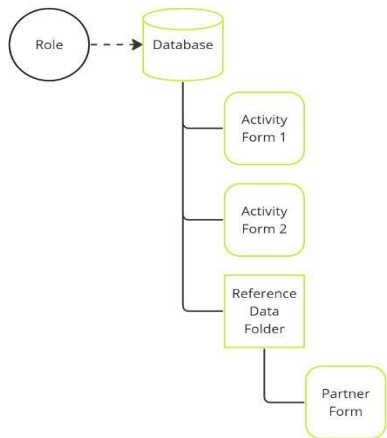 Role
Database
Activity
Form 1
Activity
Form 2
Reference
Data
Folder
Partner
Form